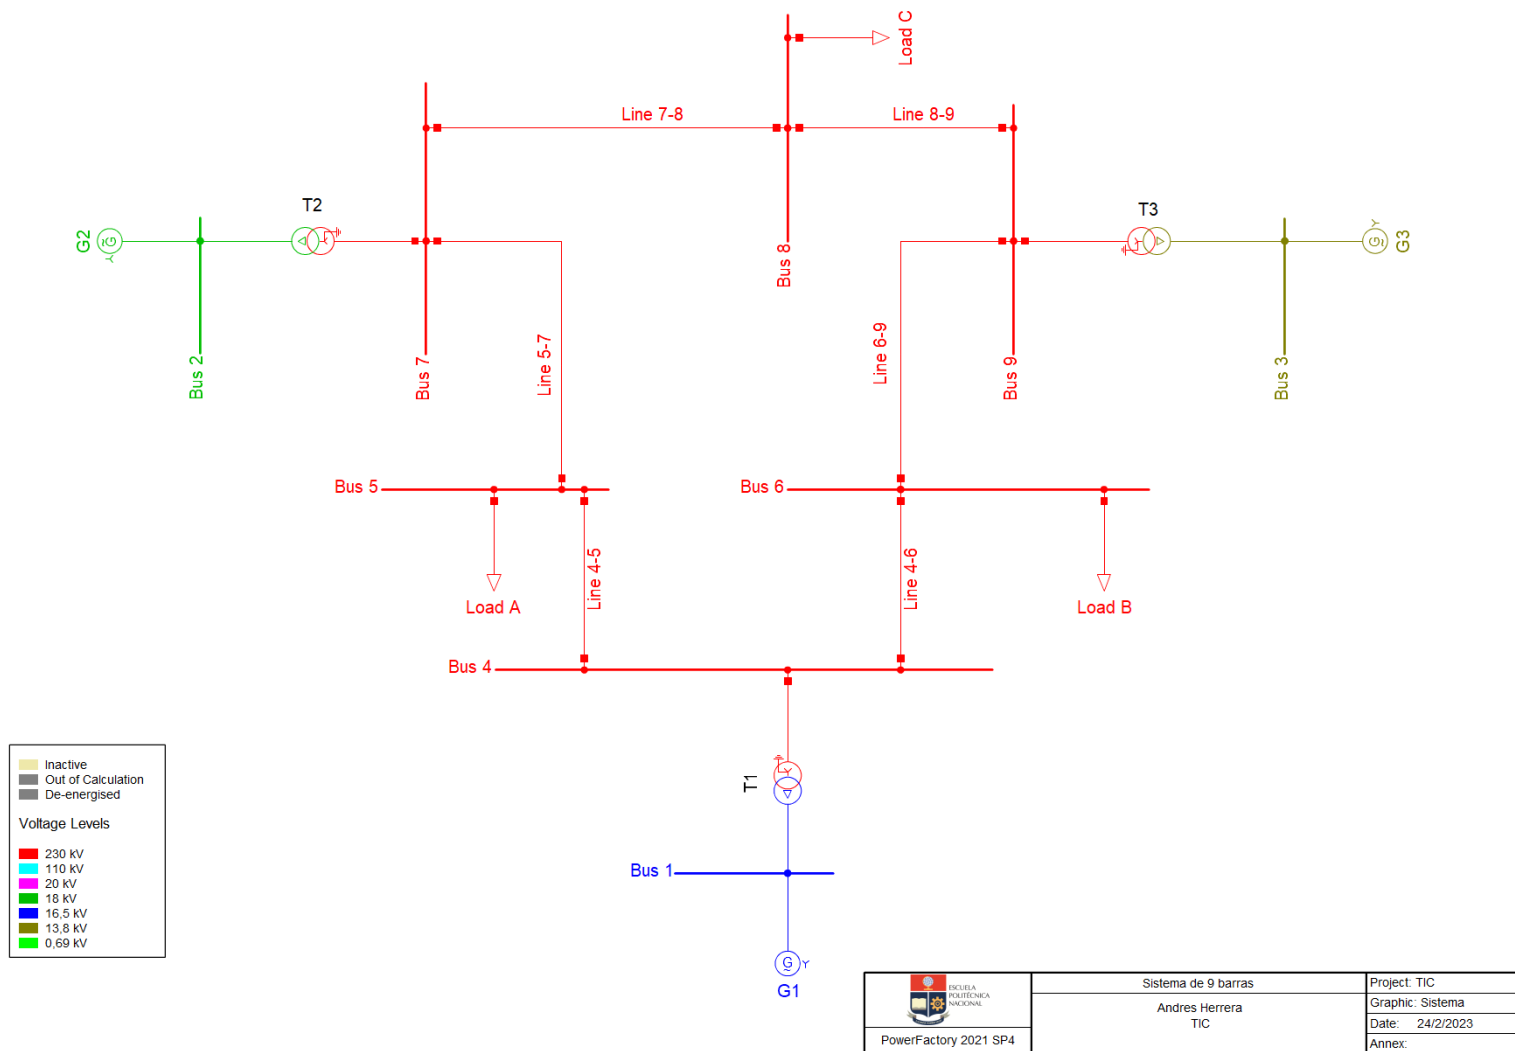 Load C
Line 7-8
Line 8-9
T2
T3
G2
G3
Bus 8
Line 5-7
Line 6-9
Bus 2
Bus 7
Bus 9
Bus 3
Bus 5
Bus 6
Line 4-5
Line 4-6
Load A
Load B
Bus 4
T1
Bus 1
G1
Inactive
Out of Calculation
De-energised
Voltage Levels
230 kV
110 kV
20 kV
18 kV
16,5 kV
13,8 kV
0,69 kV
ESCUELA
POLITÉCNICA
NACIONAL
PowerFactory 2021 SP4
Sistema de 9 barras
Andres Herrera
TIC
Project: TIC
Graphic: Sistema
Date: 24/2/2023
Annex: